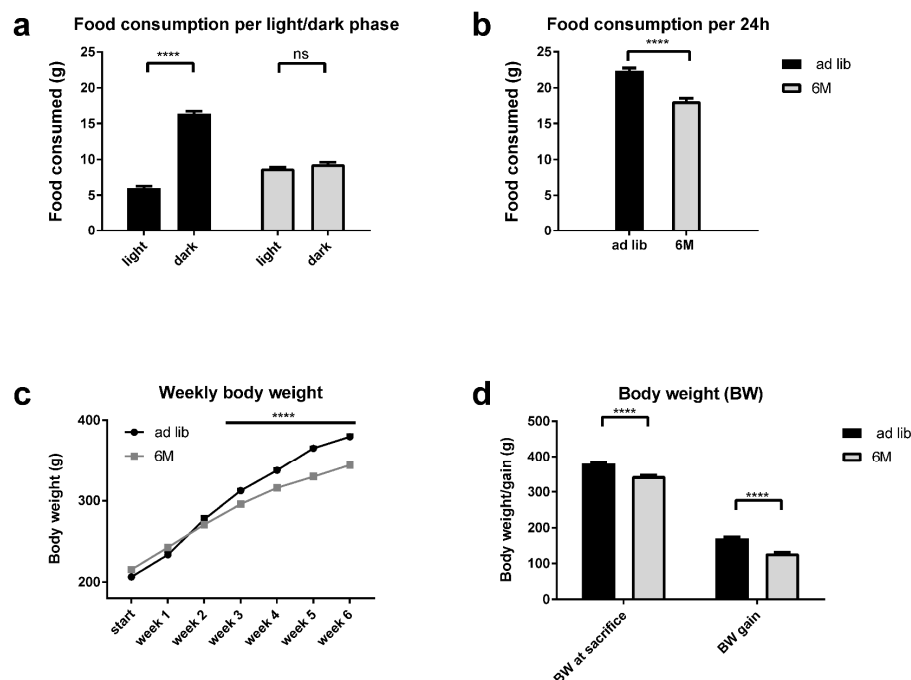 a
Food consumption per light/dark phase
****
ns
Food consumed (g)
25
20
15
10
5
0
light
dark
light
dark
b
Food consumption per 24h
****
Food consumed (g)
25
20
15
10
5
0
ad lib
6M
ad lib
6M
c
Weekly body weight
****
ad lib
6M
Body weight (g)
400
300
200
start
week 1
week 2
week 3
week 4
week 5
week 6
d
Body weight (BW)
****
****
Body weight/gain (g)
500
400
300
200
100
0
BW at sacrifice
BW gain
ad lib
6M